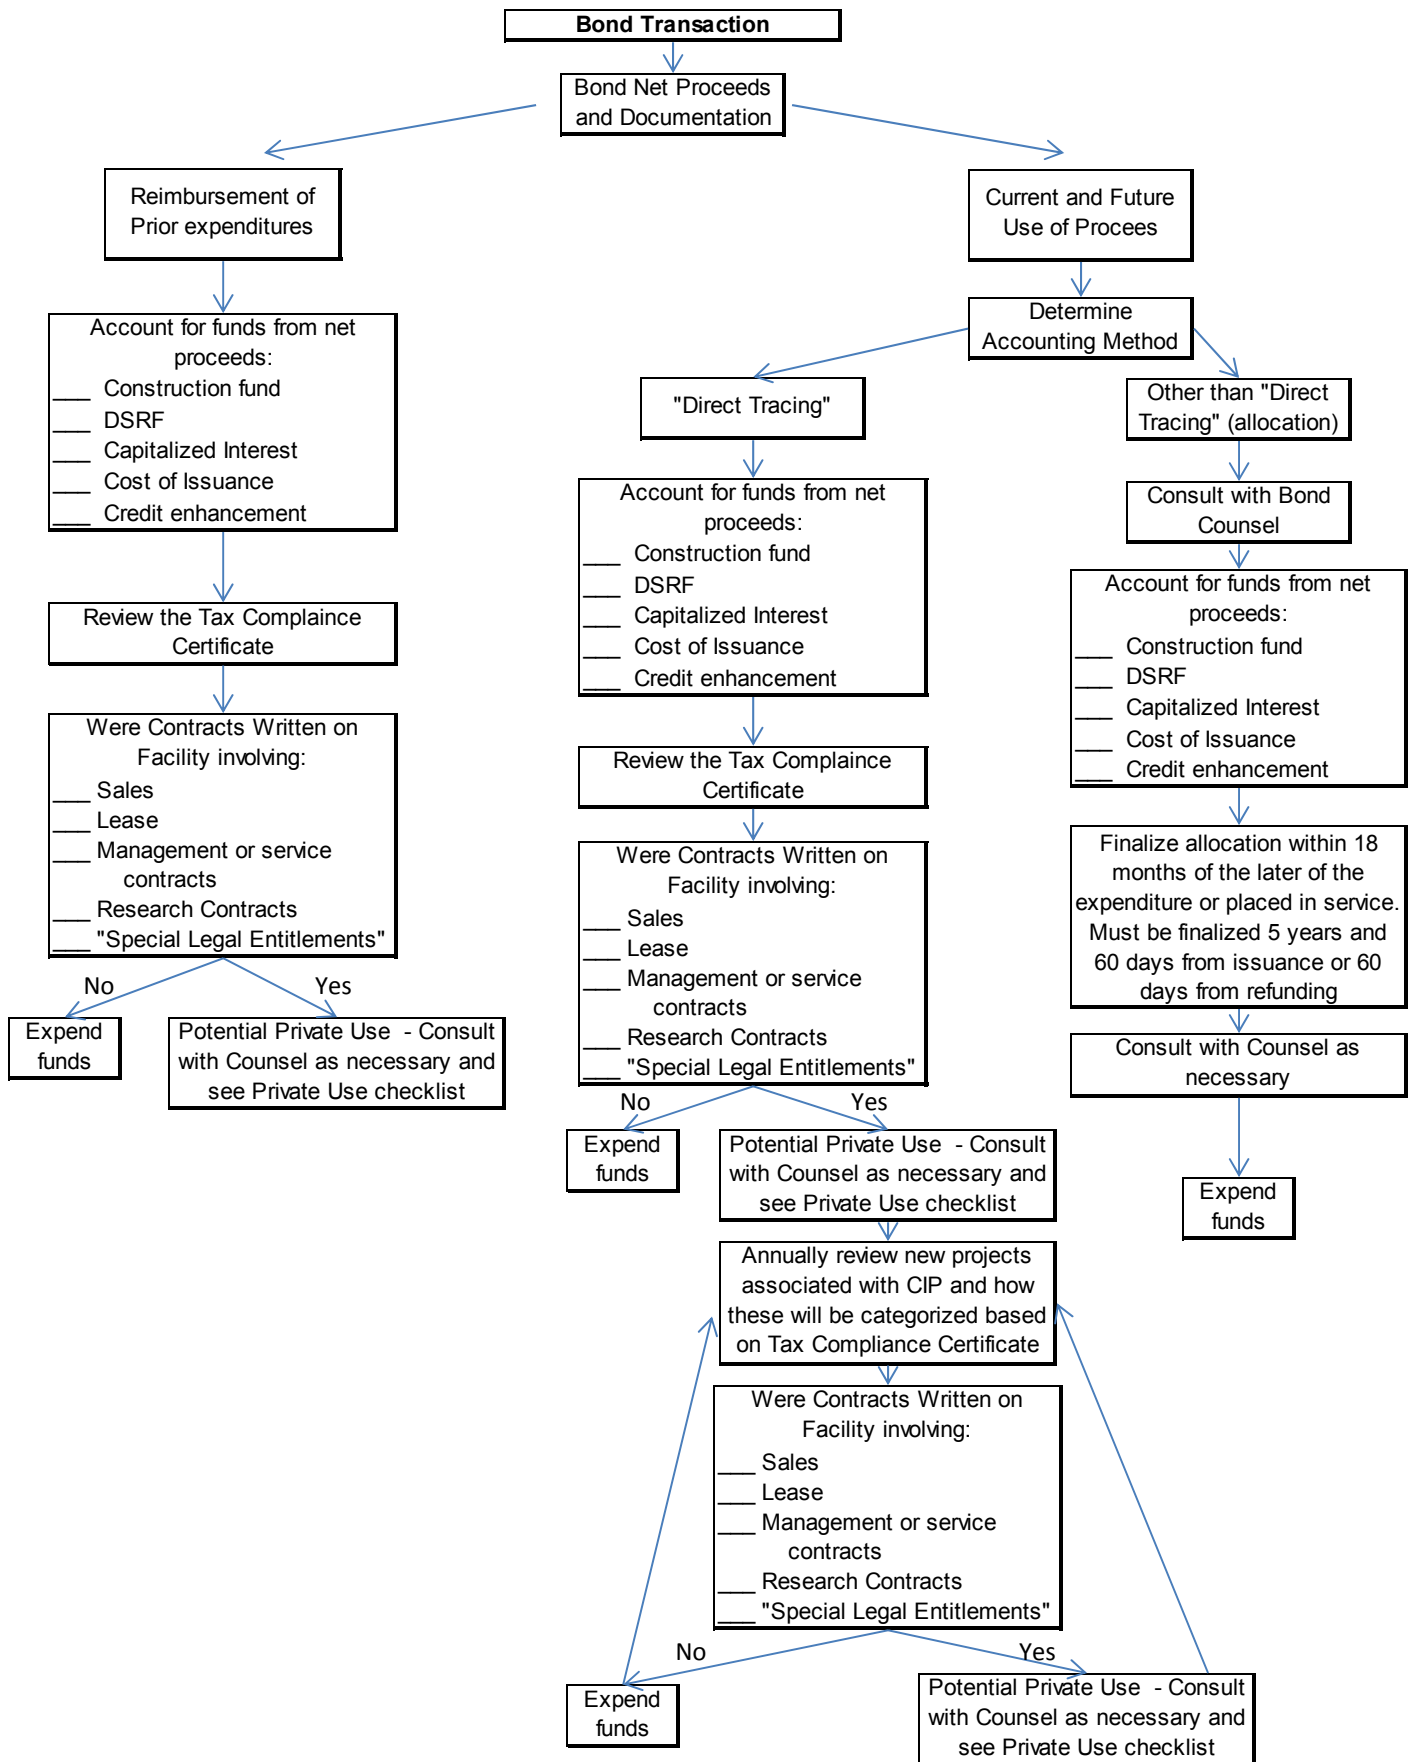 Bond Transaction
Bond Net Proceeds
and Documentation
Reimbursement of
Prior expenditures
Account for funds from net
proceeds:
___ Construction fund
___ DSRF
___ Capitalized Interest
___ Cost of Issuance
___ Credit enhancement
Review the Tax Complaince
Certificate
Were Contracts Written on
Facility involving:
___ Sales
___ Lease
___ Management or service
contracts
___ Research Contracts
___ "Special Legal Entitlements"
No
Yes
Expend
funds
Potential Private Use - Consult
with Counsel as necessary and
see Private Use checklist
Current and Future
Use of Procees
Determine
Accounting Method
"Direct Tracing"
Account for funds from net
proceeds:
___ Construction fund
___ DSRF
___ Capitalized Interest
___ Cost of Issuance
___ Credit enhancement
Review the Tax Complaince
Certificate
Were Contracts Written on
Facility involving:
___ Sales
___ Lease
___ Management or service
contracts
___ Research Contracts
___ "Special Legal Entitlements"
No
Yes
Expend
funds
Potential Private Use - Consult
with Counsel as necessary and
see Private Use checklist
Annually review new projects
associated with CIP and how
these will be categorized based
on Tax Compliance Certificate
Were Contracts Written on
Facility involving:
___ Sales
___ Lease
___ Management or service
contracts
___ Research Contracts
___ "Special Legal Entitlements"
No
Yes
Expend
funds
Potential Private Use - Consult
with Counsel as necessary and
see Private Use checklist
Other than "Direct
Tracing" (allocation)
Consult with Bond
Counsel
Account for funds from net
proceeds:
___ Construction fund
___ DSRF
___ Capitalized Interest
___ Cost of Issuance
___ Credit enhancement
Finalize allocation within 18
months of the later of the
expenditure or placed in service.
Must be finalized 5 years and
60 days from issuance or 60
days from refunding
Consult with Counsel as
necessary
Expend
funds